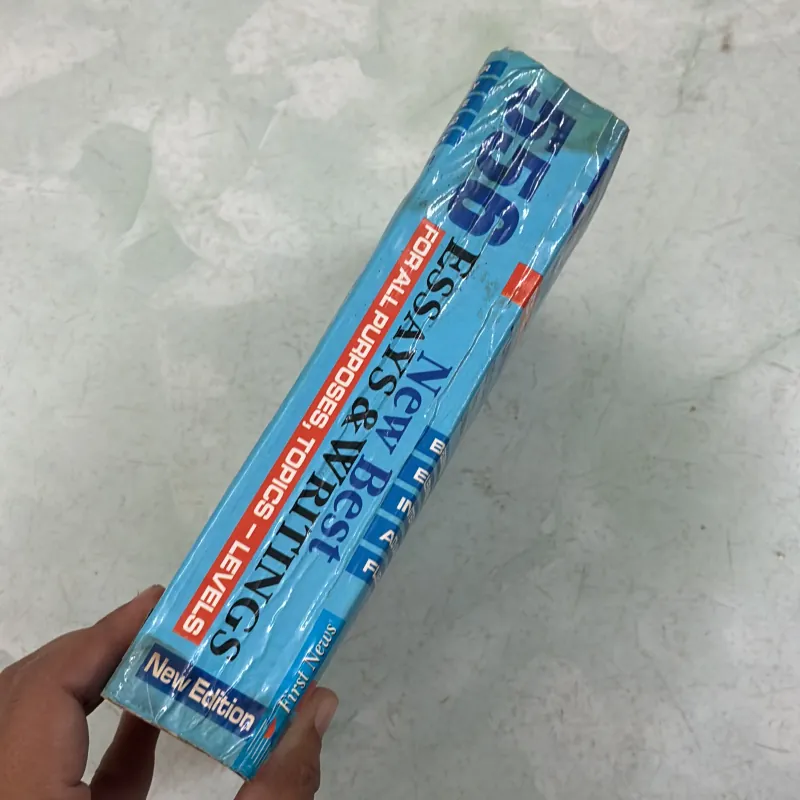 556
New Best
ESSAYS & WRITINGS
FOR ALL PURPOSES, TOPICS – LEVELS
New Edition
First News